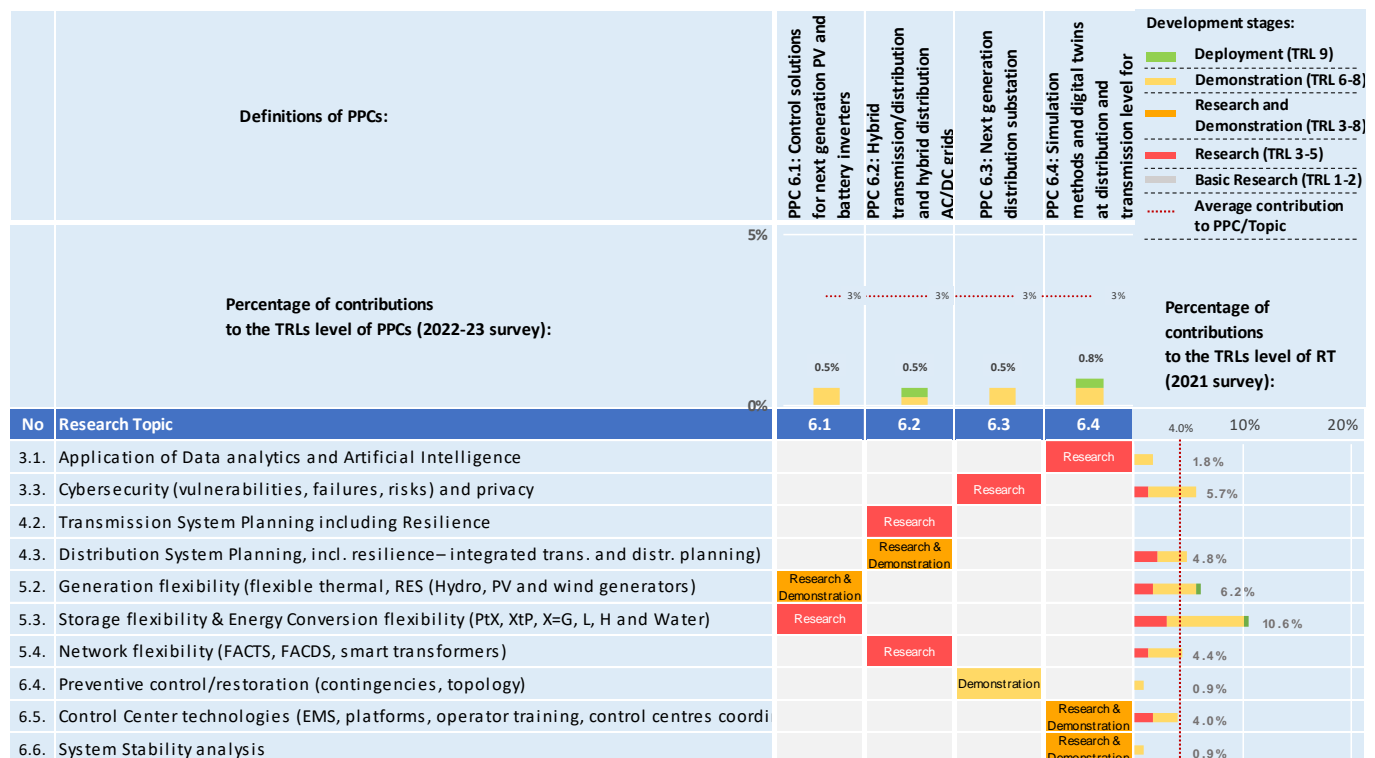 Definitions of PPCs:
PPC 6.1: Control solutions
for next generation PV and
battery inverters
PPC 6.2: Hybrid
transmission/distribution
and hybrid distribution
AC/DC grids
PPC 6.3: Next generation
distribution substation
PPC 6.4: Simulation
methods and digital twins
at distribution and
transmission level for
Development stages:
Deployment (TRL 9)
Demonstration (TRL 6-8)
Research and
Demonstration (TRL 3-8)
Research (TRL 3-5)
Basic Research (TRL 1-2)
Average contribution
to PPC/Topic
5%
Percentage of contributions
to the TRLs level of PPCs (2022-23 survey):
3% 3% 3% 3%
0.5% 0.5% 0.5% 0.8%
0%
Percentage of
contributions
to the TRLs level of RT
(2021 survey):
No Research Topic 6.1 6.2 6.3 6.4 4.0% 10% 20%
3.1. Application of Data analytics and Artificial Intelligence Research 1.8%
3.3. Cybersecurity (vulnerabilities, failures, risks) and privacy Research 5.7%
4.2. Transmission System Planning including Resilience Research
4.3. Distribution System Planning, incl. resilience– integrated trans. and distr. planning) Research &
Demonstration 4.8%
5.2. Generation flexibility (flexible thermal, RES (Hydro, PV and wind generators) Research &
Demonstration 6.2%
5.3. Storage flexibility & Energy Conversion flexibility (PtX, XtP, X=G, L, H and Water) Research 10.6%
5.4. Network flexibility (FACTS, FACDS, smart transformers) Research 4.4%
6.4. Preventive control/restoration (contingencies, topology) Demonstration 0.9%
6.5. Control Center technologies (EMS, platforms, operator training, control centres coordi Research &
Demonstration 4.0%
6.6. System Stability analysis Research &
Demonstration 0.9%